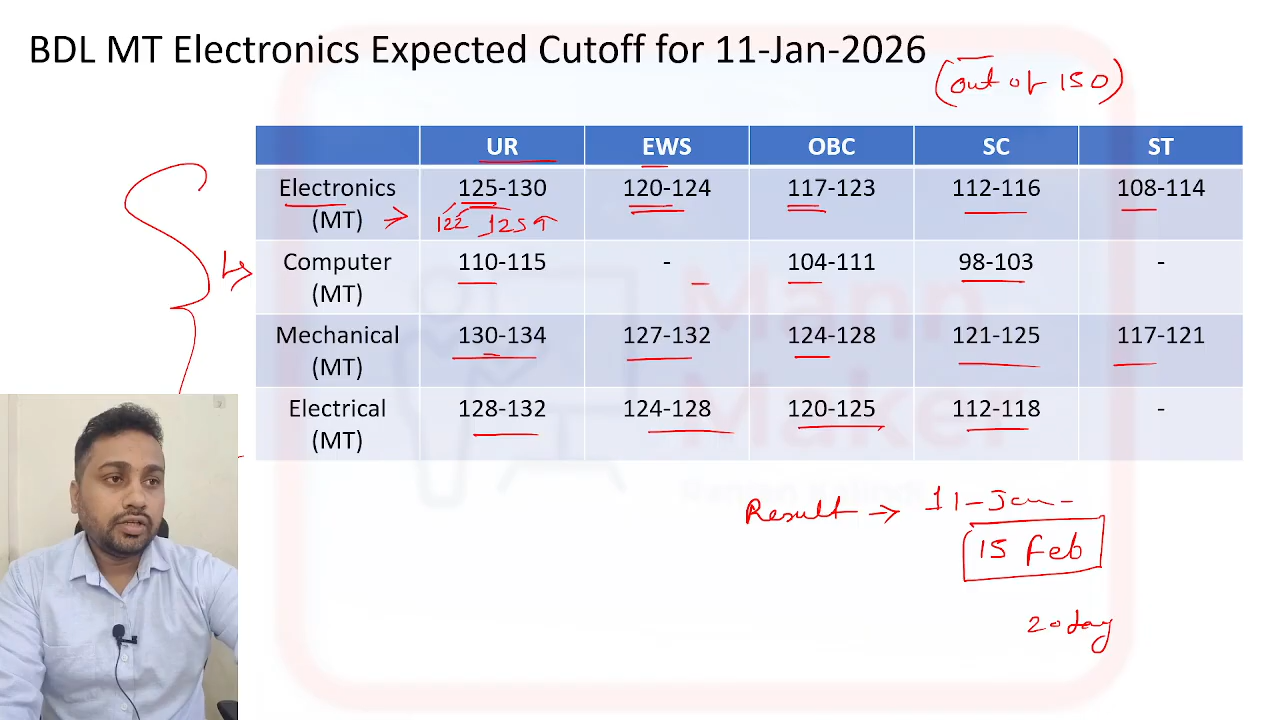 BDL MT Electronics Expected Cutoff for 11-Jan-2026
(out of 150)
UR EWS OBC SC ST
Electronics (MT) 125-130 120-124 117-123 112-116 108-114
122 125↑
Computer (MT) 110-115 - 104-111 98-103 -
Mechanical (MT) 130-134 127-132 124-128 121-125 117-121
Electrical (MT) 128-132 124-128 120-125 112-118 -
Result → 11-Jan-
15 Feb
20 day
Mann
Maker